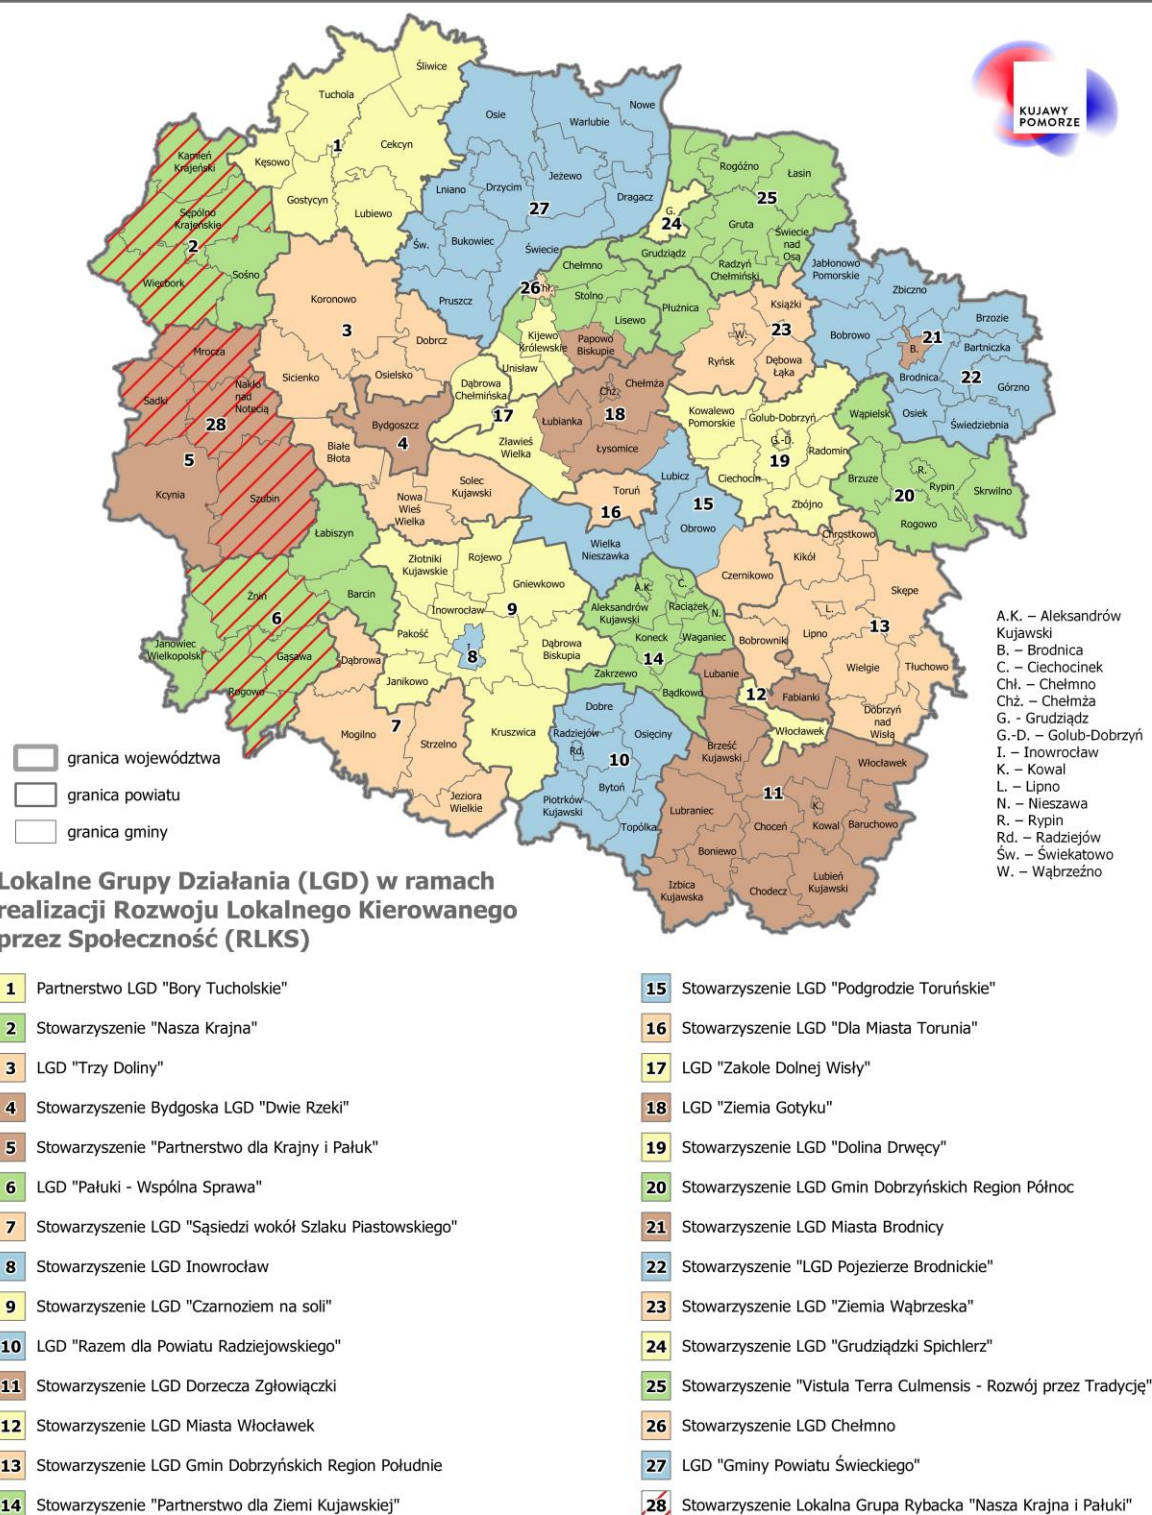 KUJAWY
POMORZE
Śliwice
Tuchola
Cekcyn
1
Kęsowo
Gostycyn
Lubiewo
Osie
Warlubie
Nowe
Lniano
Drzycim
Jeżewo
Dragacz
27
Św.
Bukowiec
Świecie
Pruszcz
Kamień
Krajeński
Sępólno
Krajeńskie
2
Więcbork
Sośno
G.
24
Rogóźno
Łasin
25
Gruta
Świecie
nad
Osą
Grudziądz
Radzyń
Chełmiński
Chełmno
26
Chł.
Stolno
Lisewo
Płużnica
Kijewo
Królewskie
Papowo
Biskupie
Unisław
Koronowo
3
Dobrcz
Sicienko
Osielsko
Mrocza
Sadki
Nakło
nad
Notecią
28
5
Kcynia
Szubin
Bydgoszcz
4
Białe
Błota
Nowa
Wieś
Wielka
Solec
Kujawski
Dąbrowa
Chełmińska
17
Zławieś
Wielka
Chż.
Chełmża
18
Łubianka
Łysomice
Książki
W.
23
Ryńsk
Dębowa
Łąka
Jabłonowo
Pomorskie
Zbiczno
Brzozie
Bobrowo
21
B.
Bartniczka
Brodnica
22
Górzno
Osiek
Świedziebnia
Wąpielsk
Kowalewo
Pomorskie
Golub-Dobrzyń
G.-D.
Radomin
19
Ciechocin
Zbójno
Brzuze
R.
Rypin
Skrwilno
20
Rogowo
Toruń
16
Lubicz
15
Obrowo
Wielka
Nieszawka
Łabiszyn
Barcin
Żnin
6
Janowiec
Wielkopolski
Gąsawa
Rogowo
Złotniki
Kujawskie
Rojewo
Gniewkowo
Inowrocław
9
Pakość
I.
8
Dąbrowa
Biskupia
Janikowo
Kruszwica
Dąbrowa
Mogilno
7
Strzelno
Jeziora
Wielkie
A.K.
C.
Aleksandrów
Kujawski
Raciążek
N.
Koneck
Waganiec
14
Zakrzewo
Bądkowo
Czernikowo
Kikół
Chrostkowo
Skępe
L.
Lipno
13
Bobrowniki
Wielgie
Tłuchowo
Dobrzyń
nad
Wisłą
Lubanie
12
Fabianki
Włocławek
Dobre
Radziejów
Rd.
Osięciny
10
Bytoń
Piotrków
Kujawski
Topólka
Brześć
Kujawski
Włocławek
11
Lubraniec
K.
Choceń
Kowal
Baruchowo
Boniewo
Izbica
Kujawska
Chodecz
Lubień
Kujawski
A.K. – Aleksandrów
Kujawski
B. – Brodnica
C. – Ciechocinek
Chł. – Chełmno
Chż. – Chełmża
G. - Grudziądz
G.-D. – Golub-Dobrzyń
I. – Inowrocław
K. – Kowal
L. – Lipno
N. – Nieszawa
R. – Rypin
Rd. – Radziejów
Św. – Świekatowo
W. – Wąbrzeźno
granica województwa
granica powiatu
granica gminy
Lokalne Grupy Działania (LGD) w ramach
realizacji Rozwoju Lokalnego Kierowanego
przez Społeczność (RLKS)
1 Partnerstwo LGD "Bory Tucholskie"
2 Stowarzyszenie "Nasza Krajna"
3 LGD "Trzy Doliny"
4 Stowarzyszenie Bydgoska LGD "Dwie Rzeki"
5 Stowarzyszenie "Partnerstwo dla Krajny i Pałuk"
6 LGD "Pałuki - Wspólna Sprawa"
7 Stowarzyszenie LGD "Sąsiedzi wokół Szlaku Piastowskiego"
8 Stowarzyszenie LGD Inowrocław
9 Stowarzyszenie LGD "Czarnoziem na soli"
10 LGD "Razem dla Powiatu Radziejowskiego"
11 Stowarzyszenie LGD Dorzecza Zgłowiączki
12 Stowarzyszenie LGD Miasta Włocławek
13 Stowarzyszenie LGD Gmin Dobrzyńskich Region Południe
14 Stowarzyszenie "Partnerstwo dla Ziemi Kujawskiej"
15 Stowarzyszenie LGD "Podgrodzie Toruńskie"
16 Stowarzyszenie LGD "Dla Miasta Torunia"
17 LGD "Zakole Dolnej Wisły"
18 LGD "Ziemia Gotyku"
19 Stowarzyszenie LGD "Dolina Drwęcy"
20 Stowarzyszenie LGD Gmin Dobrzyńskich Region Północ
21 Stowarzyszenie LGD Miasta Brodnicy
22 Stowarzyszenie "LGD Pojezierze Brodnickie"
23 Stowarzyszenie LGD "Ziemia Wąbrzeska"
24 Stowarzyszenie LGD "Grudziądzki Spichlerz"
25 Stowarzyszenie "Vistula Terra Culmensis - Rozwój przez Tradycję"
26 Stowarzyszenie LGD Chełmno
27 LGD "Gminy Powiatu Świeckiego"
28 Stowarzyszenie Lokalna Grupa Rybacka "Nasza Krajna i Pałuki"